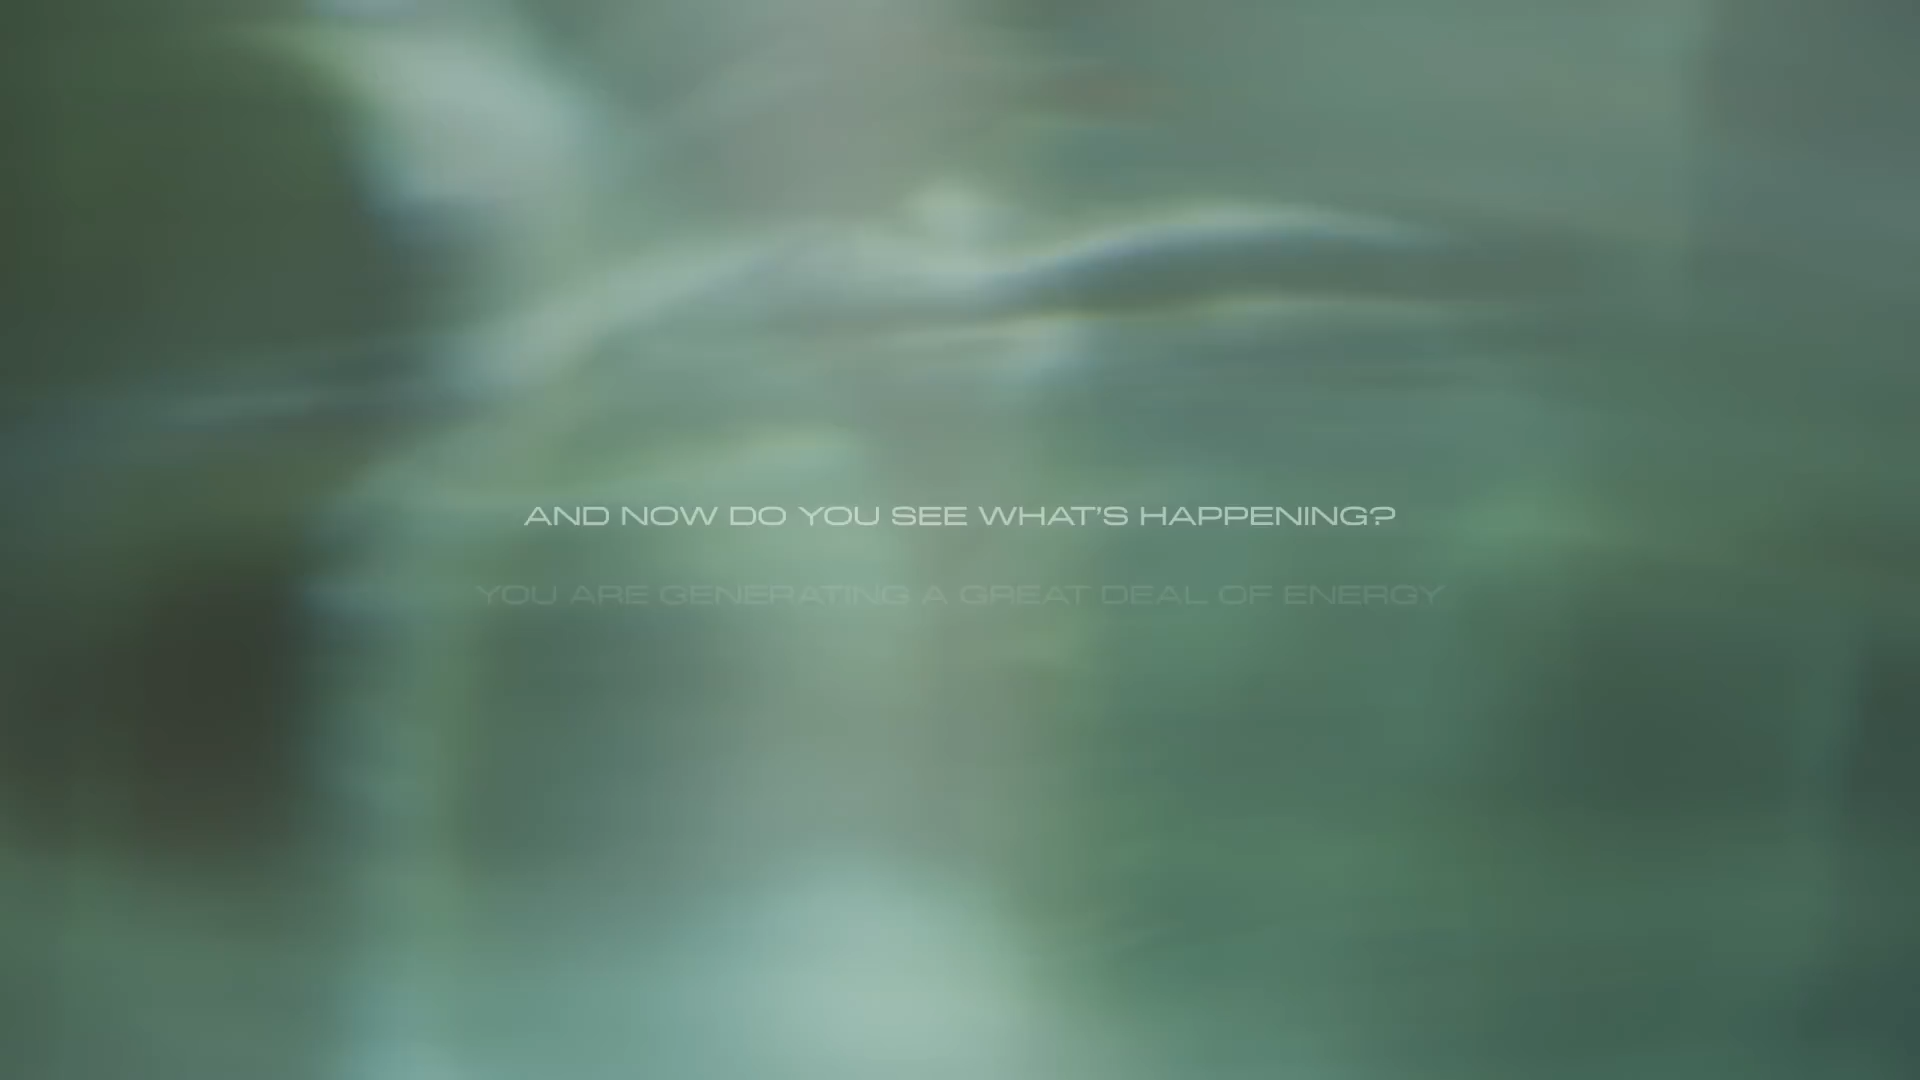 AND NOW DO YOU SEE WHAT’S HAPPENING?
YOU ARE GENERATING A GREAT DEAL OF ENERGY